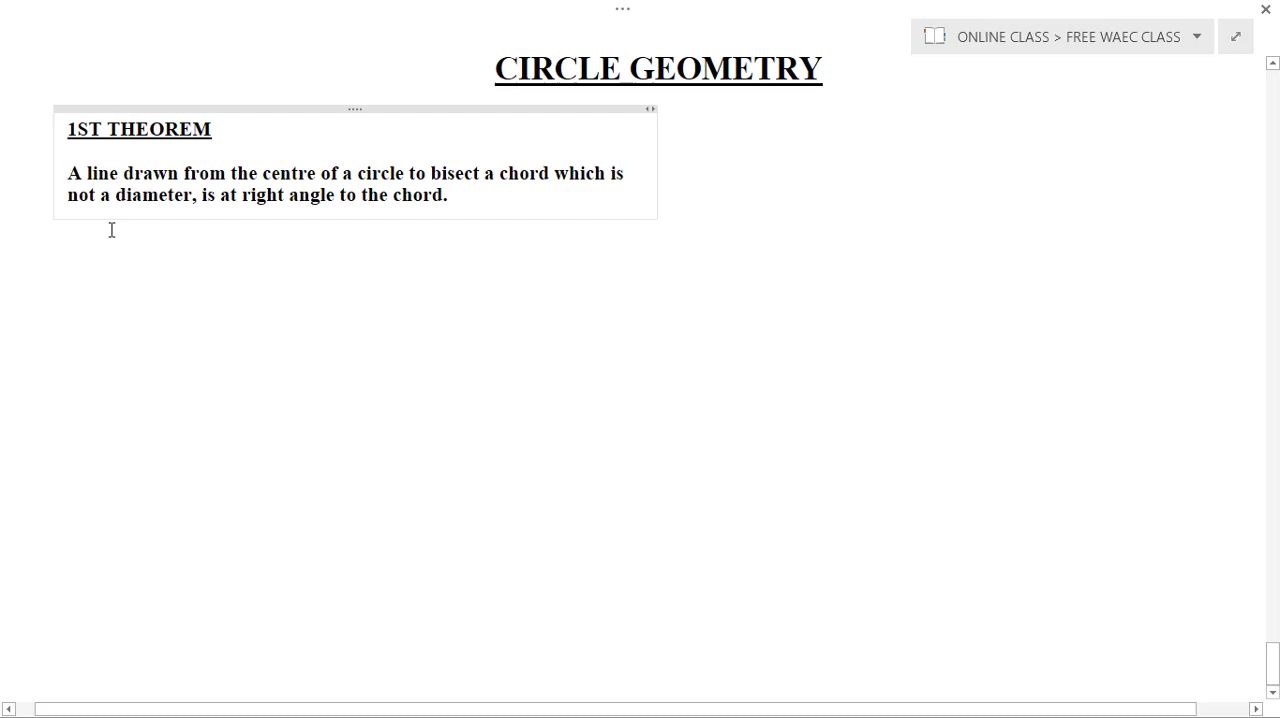 ONLINE CLASS > FREE WAEC CLASS
CIRCLE GEOMETRY
1ST THEOREM
A line drawn from the centre of a circle to bisect a chord which is
not a diameter, is at right angle to the chord.